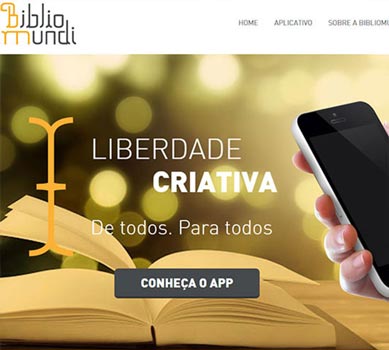 Biblio
mundi
HOME APLICATIVO SOBRE A BIBLIOMU
LIBERDADE
CRIATIVA
De todos. Para todos
CONHEÇA O APP